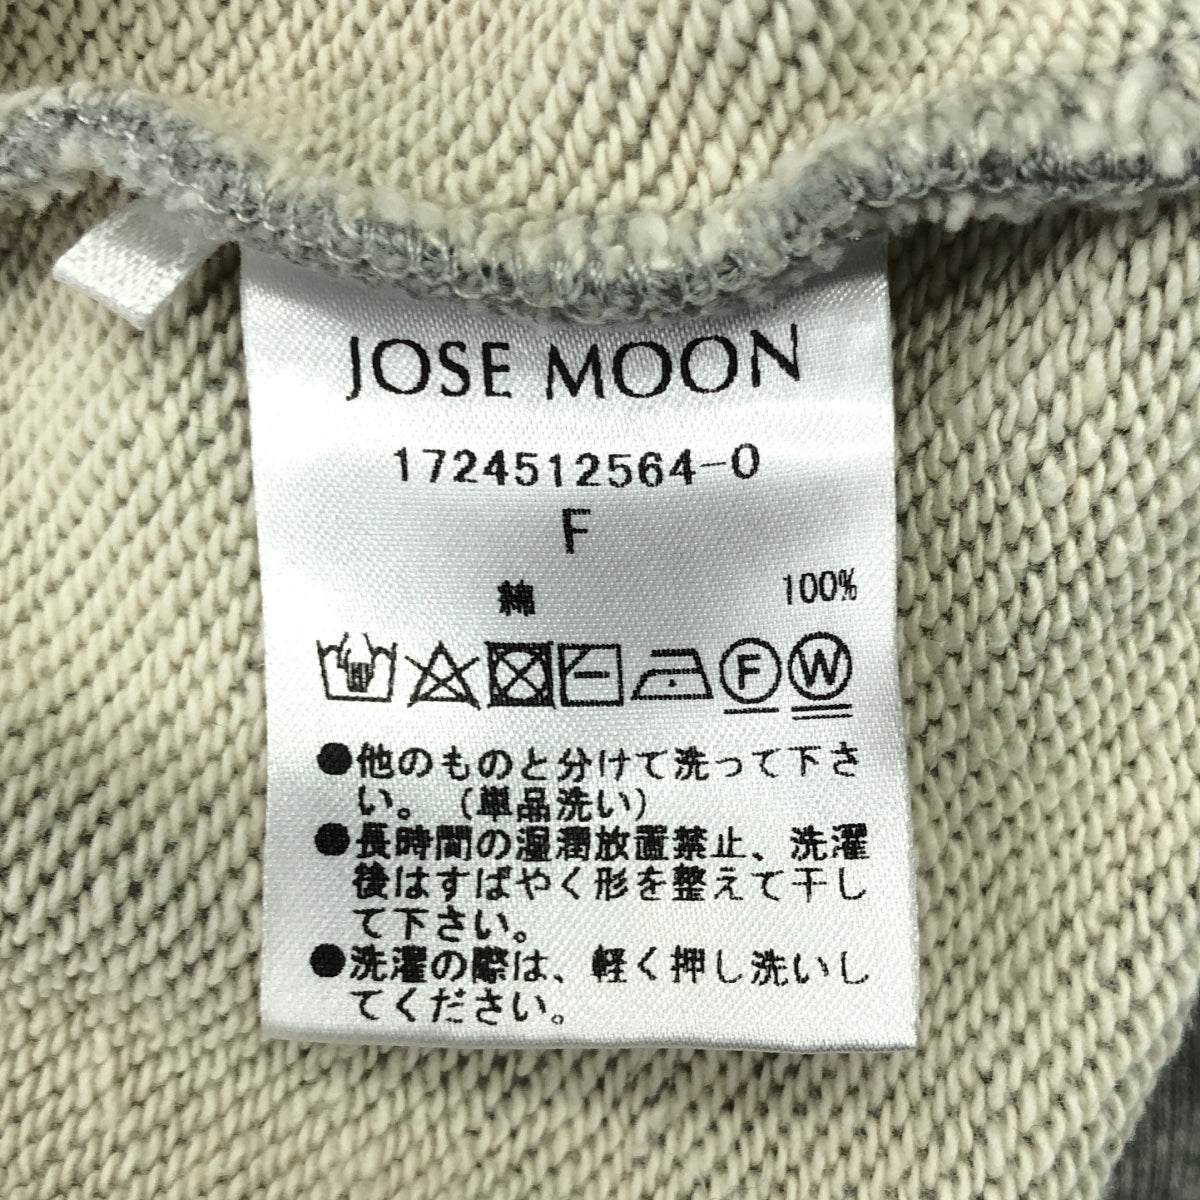 JOSE MOON
1724512564-0
F
綿 100%
F W
●他のものと分けて洗って下さ
い。(単品洗い)
●長時間の湿潤放置禁止、洗濯
後はすばやく形を整えて干し
て下さい。
●洗濯の際は、軽く押し洗いし
てください。